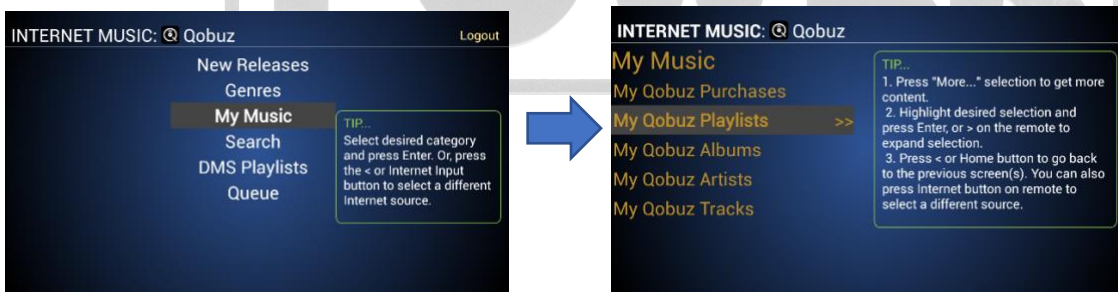 INTERNET MUSIC: Qobuz
Logout
New Releases
Genres
My Music
Search
DMS Playlists
Queue
TIP...
Select desired category
and press Enter. Or, press
the < or Internet Input
button to select a different
Internet source.
INTERNET MUSIC: Qobuz
My Music
My Qobuz Purchases
My Qobuz Playlists >>
My Qobuz Albums
My Qobuz Artists
My Qobuz Tracks
TIP...
1. Press "More..." selection to get more
content.
2. Highlight desired selection and
press Enter, or > on the remote to
expand selection.
3. Press < or Home button to go back
to the previous screen(s). You can also
press Internet button on remote to
select a different source.